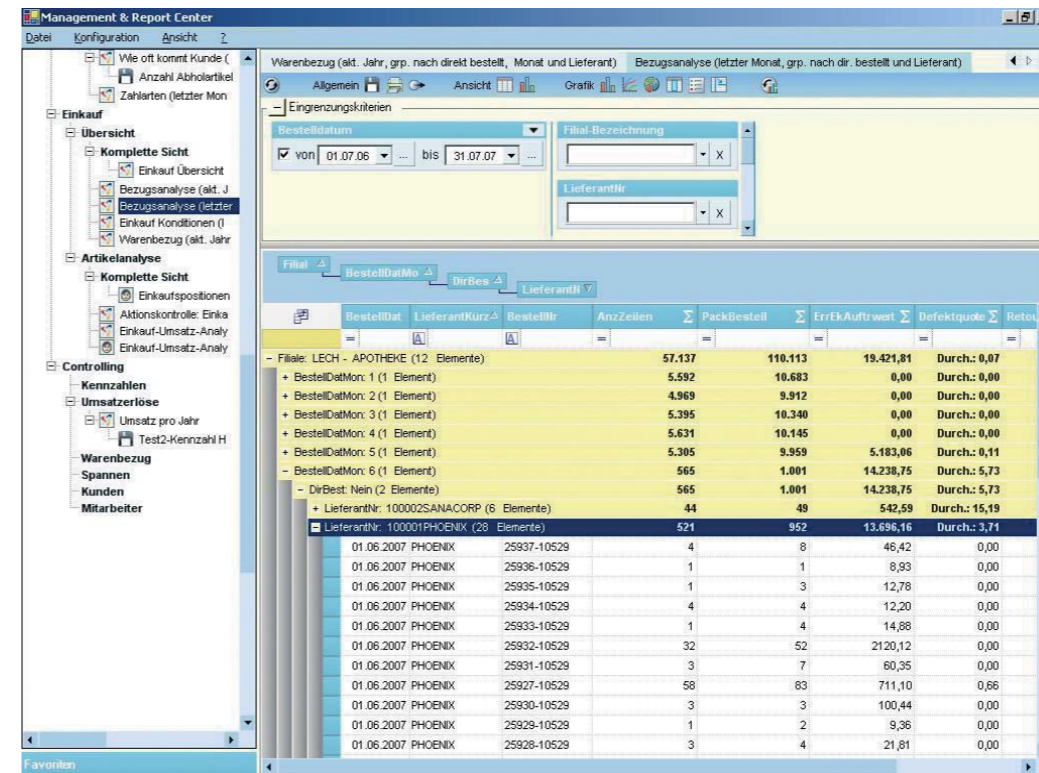 Management & Report Center
Datei Konfiguration Ansicht ?
Wie oft kommt Kunde (
Anzahl Abholartikel
Zahlarten (letzter Mon
Einkauf
Übersicht
Komplette Sicht
Einkauf Übersicht
Bezugsanalyse (akt. J
Bezugsanalyse (letzter
Einkauf Konditionen (l
Warenbezug (akt. Jahr
Artikelanalyse
Komplette Sicht
Einkaufspositionen
Aktionskontrolle: Einka
Einkauf-Umsatz-Analy
Einkauf-Umsatz-Analy
Controlling
Kennzahlen
Umsatzerlöse
Umsatz pro Jahr
Test2-Kennzahl H
Warenbezug
Spannen
Kunden
Mitarbeiter
Favoriten
Warenbezug (akt. Jahr, grp. nach direkt bestellt, Monat und Lieferant) Bezugsanalyse (letzter Monat, grp. nach dir. bestellt und Lieferant)
Allgemein Ansicht Grafik
Eingrenzungskriterien
Bestelldatum
von 01.07.06 ... bis 31.07.07 ...
Filial-Bezeichnung
X
LieferantNr
X
Filial
BestellDatMo
DirBes
LieferantN
BestellDat LieferantKürz BestellNr AnzZeilen Σ PackBestell Σ ErrEkAuftrwert Σ Defektquote Σ Retou
= A A = = = = =
− Filiale: LECH - APOTHEKE (12 Elemente) 57.137 110.113 19.421,81 Durch.: 0,07
+ BestellDatMon: 1 (1 Element) 5.592 10.683 0,00 Durch.: 0,00
+ BestellDatMon: 2 (1 Element) 4.969 9.912 0,00 Durch.: 0,00
+ BestellDatMon: 3 (1 Element) 5.395 10.340 0,00 Durch.: 0,00
+ BestellDatMon: 4 (1 Element) 5.631 10.145 0,00 Durch.: 0,00
+ BestellDatMon: 5 (1 Element) 5.305 9.959 5.183,06 Durch.: 0,11
− BestellDatMon: 6 (1 Element) 565 1.001 14.238,75 Durch.: 5,73
− DirBest: Nein (2 Elemente) 565 1.001 14.238,75 Durch.: 5,73
+ LieferantNr: 100002SANACORP (6 Elemente) 44 49 542,59 Durch.: 15,19
− LieferantNr: 100001PHOENIX (28 Elemente) 521 952 13.696,16 Durch.: 3,71
01.06.2007 PHOENIX 25937-10529 4 8 46,42 0,00
01.06.2007 PHOENIX 25936-10529 1 1 8,93 0,00
01.06.2007 PHOENIX 25935-10529 1 3 12,78 0,00
01.06.2007 PHOENIX 25934-10529 4 4 12,20 0,00
01.06.2007 PHOENIX 25933-10529 1 4 14,88 0,00
01.06.2007 PHOENIX 25932-10529 32 52 2120,12 0,00
01.06.2007 PHOENIX 25931-10529 3 7 60,35 0,00
01.06.2007 PHOENIX 25927-10529 58 83 711,10 0,66
01.06.2007 PHOENIX 25930-10529 3 3 100,44 0,00
01.06.2007 PHOENIX 25929-10529 1 2 9,36 0,00
01.06.2007 PHOENIX 25928-10529 3 4 21,81 0,00